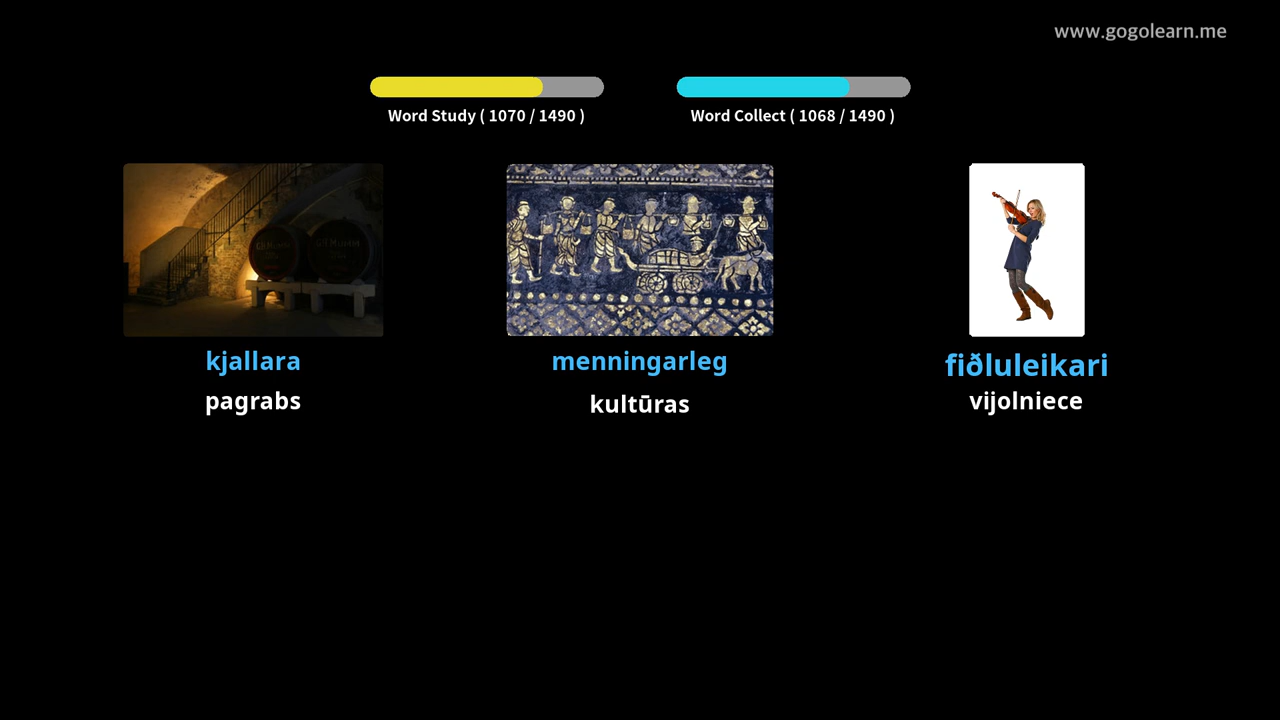 www.gogolearn.me
Word Study ( 1070 / 1490 )
Word Collect ( 1068 / 1490 )
kjallara
menningarleg
fiðluleikari
pagrabs
kultūras
vijolniece